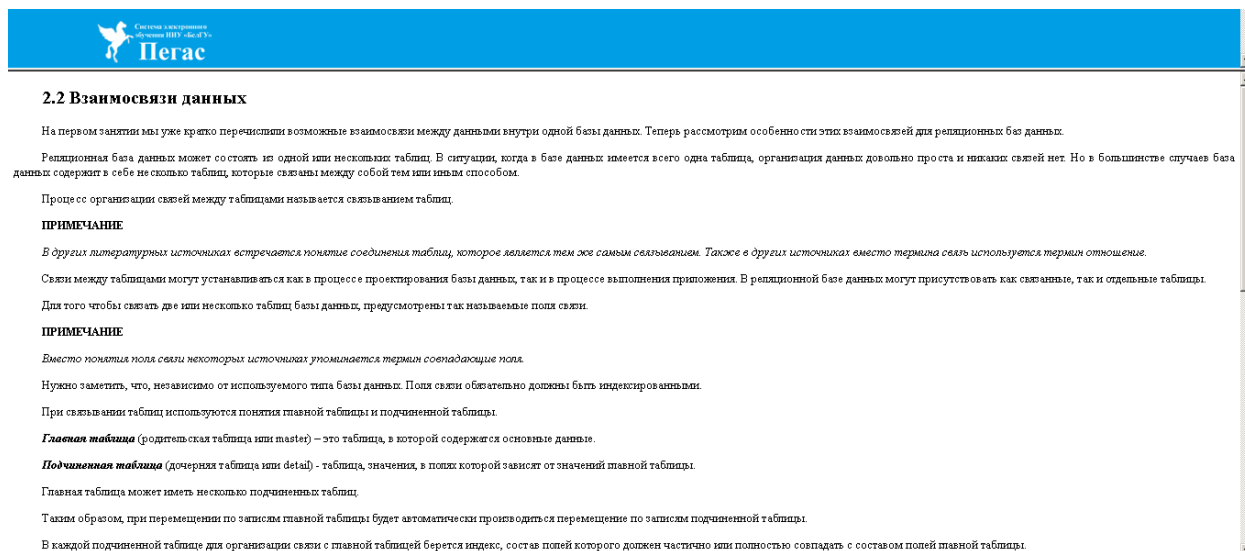 Система электронного
обучения НИУ «БелГУ»
Пегас
2.2 Взаимосвязи данных
На первом занятии мы уже кратко перечислили возможные взаимосвязи между данными внутри одной базы данных. Теперь рассмотрим особенности этих взаимосвязей для реляционных баз данных.
Реляционная база данных может состоять из одной или нескольких таблиц. В ситуации, когда в базе данных имеется всего одна таблица, организация данных довольно проста и никаких связей нет. Но в большинстве случаев база
данных содержит в себе несколько таблиц, которые связаны между собой тем или иным способом.
Процесс организации связей между таблицами называется связыванием таблиц.
ПРИМЕЧАНИЕ
В других литературных источниках встречается понятие соединения таблиц, которое является тем же самым связыванием. Также в других источниках вместо термина связь используется термин отношение.
Связи между таблицами могут устанавливаться как в процессе проектирования базы данных, так и в процессе выполнения приложения. В реляционной базе данных могут присутствовать как связанные, так и отдельные таблицы.
Для того чтобы связать две или несколько таблиц базы данных, предусмотрены так называемые поля связи.
ПРИМЕЧАНИЕ
Вместо понятия поля связи некоторых источниках упоминается термин совпадающие поля.
Нужно заметить, что, независимо от используемого типа базы данных. Поля связи обязательно должны быть индексированными.
При связывании таблиц используются понятия главной таблицы и подчиненной таблицы.
Главная таблица (родительская таблица или master) – это таблица, в которой содержатся основные данные.
Подчиненная таблица (дочерняя таблица или detail) - таблица, значения, в полях которой зависят от значений главной таблицы.
Главная таблица может иметь несколько подчиненных таблиц.
Таким образом, при перемещении по записям главной таблицы будет автоматически производиться перемещение по записям подчиненной таблицы.
В каждой подчиненной таблице для организации связи с главной таблицей берется индекс, состав полей которого должен частично или полностью совпадать с составом полей главной таблицы.